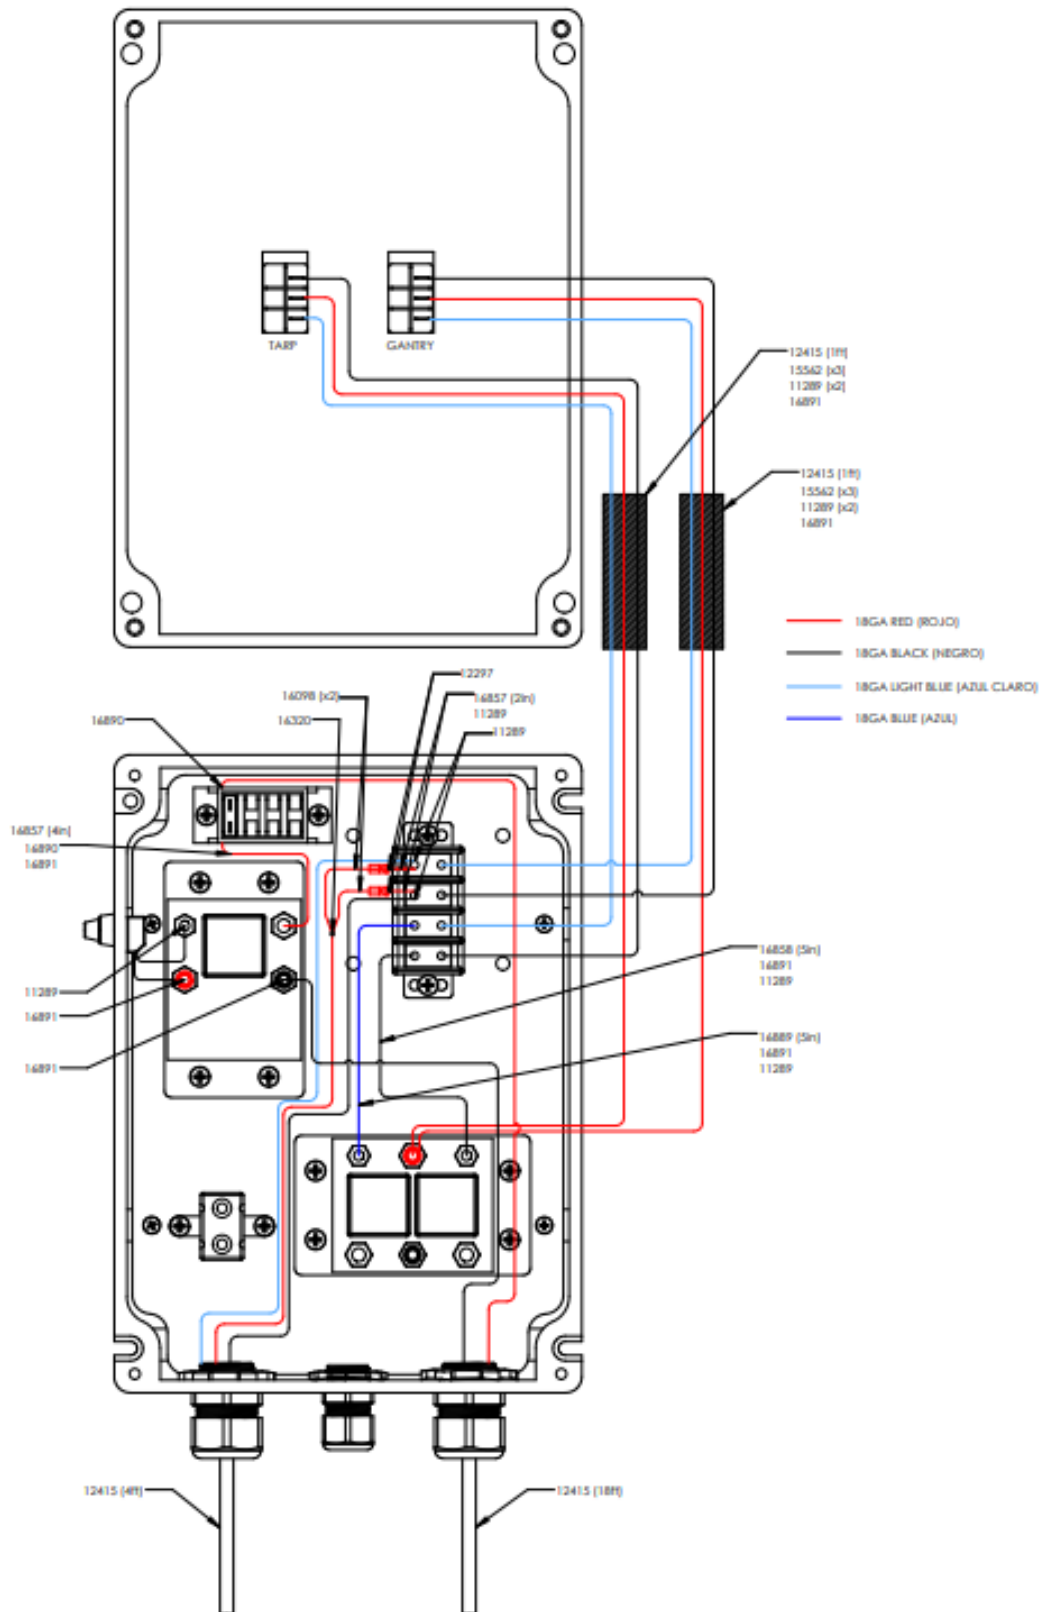 TARP
GANTRY
12415 (1ft)
15562 (x3)
11289 (x2)
16891
12415 (1ft)
15562 (x3)
11289 (x2)
16891
18GA RED (ROJO)
18GA BLACK (NEGRO)
18GA LIGHT BLUE (AZUL CLARO)
18GA BLUE (AZUL)
12297
16098 (x2)
16857 (2in)
11289
16320
16890
11289
16857 (4in)
16890
16891
11289
16891
16891
16858 (5in)
16891
11289
16889 (5in)
16891
11289
12415 (4ft)
12415 (18ft)